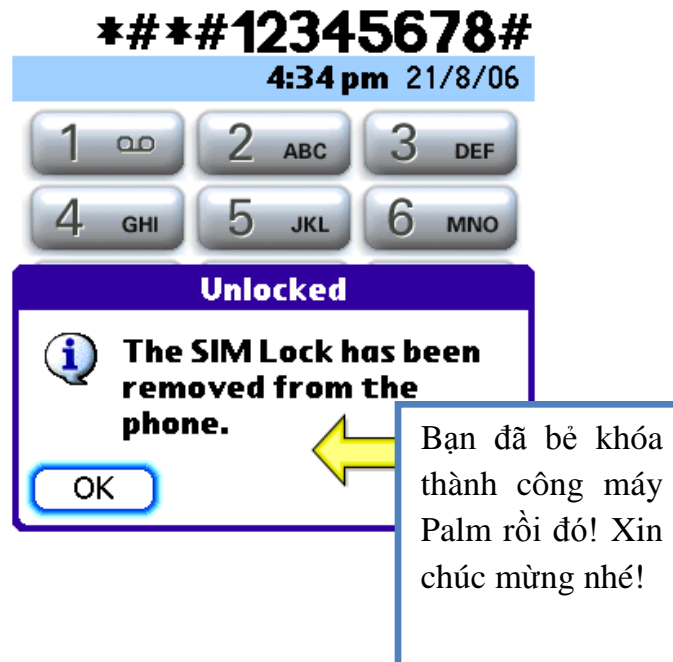 *#*#12345678#
4:34 pm 21/8/06
1 2 ABC 3 DEF
4 GHI 5 JKL 6 MNO
Unlocked
The SIM Lock has been
removed from the
phone.
OK
Bạn đã bẻ khóa
thành công máy
Palm rồi đó! Xin
chúc mừng nhé!